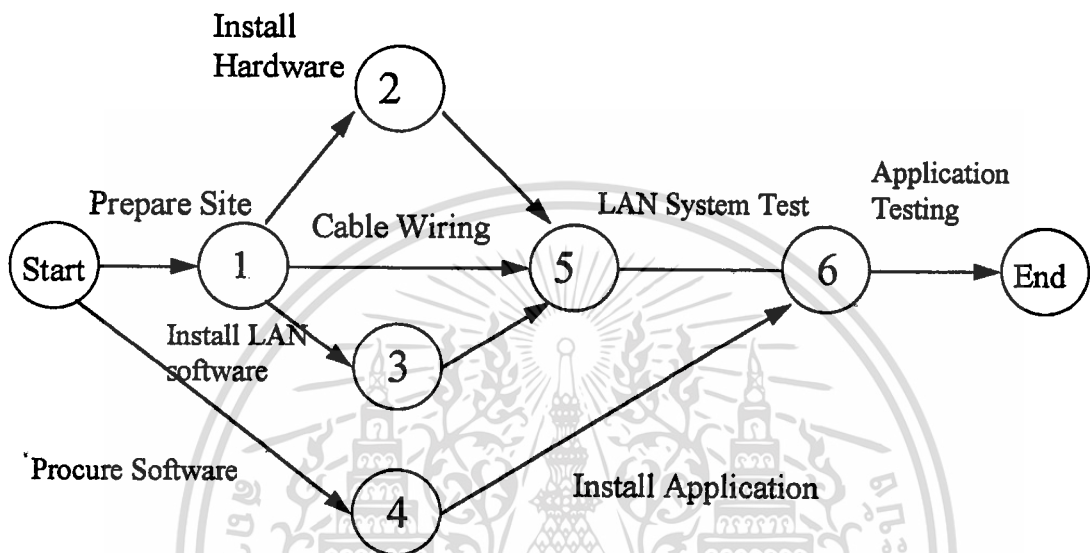 Install
Hardware
2
Prepare Site
Cable Wiring
LAN System Test
Application
Testing
Start
1
5
6
End
Install LAN
software
3
Procure Software
4
Install Application